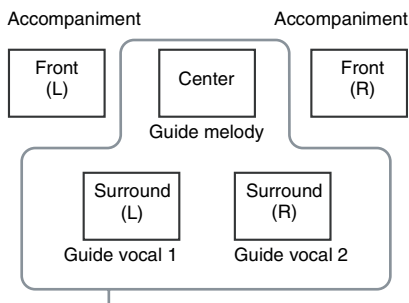 Accompaniment Accompaniment
Front
(L)
Center
Front
(R)
Guide melody
Surround
(L)
Surround
(R)
Guide vocal 1 Guide vocal 2